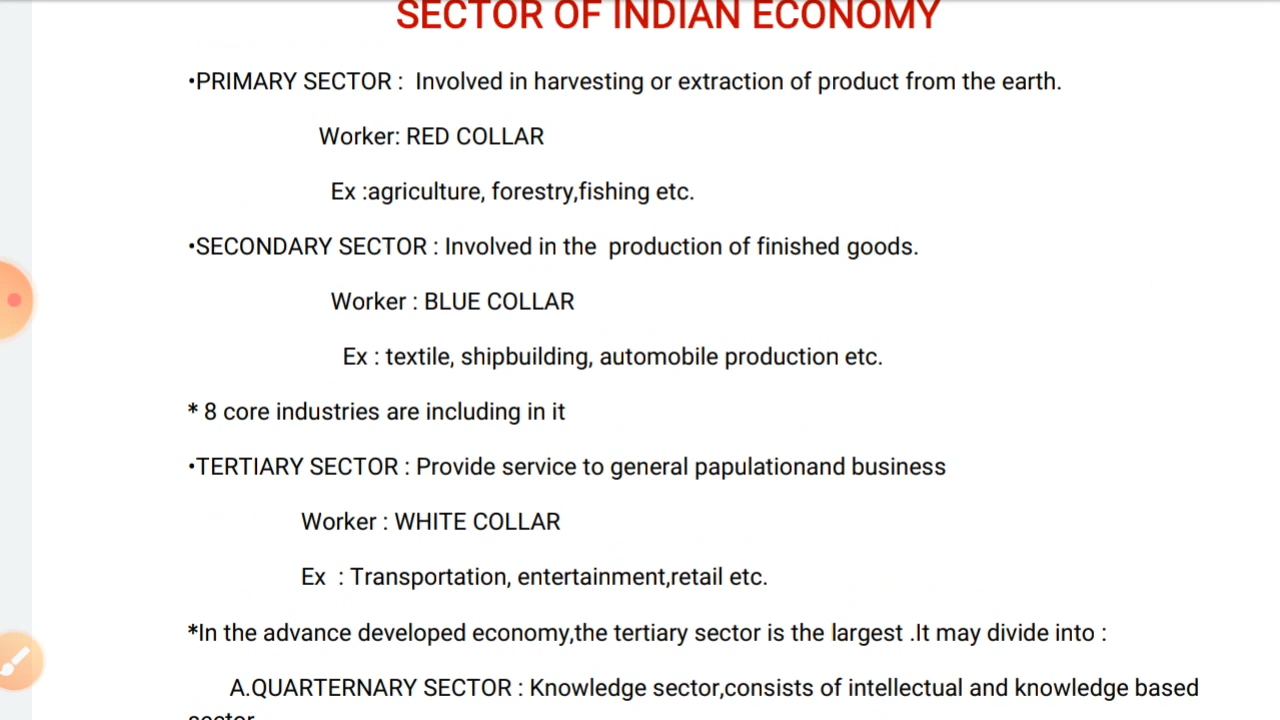 SECTOR OF INDIAN ECONOMY
•PRIMARY SECTOR : Involved in harvesting or extraction of product from the earth.
Worker: RED COLLAR
Ex :agriculture, forestry,fishing etc.
•SECONDARY SECTOR : Involved in the production of finished goods.
Worker : BLUE COLLAR
Ex : textile, shipbuilding, automobile production etc.
* 8 core industries are including in it
•TERTIARY SECTOR : Provide service to general papulationand business
Worker : WHITE COLLAR
Ex : Transportation, entertainment,retail etc.
*In the advance developed economy,the tertiary sector is the largest .It may divide into :
A.QUARTERNARY SECTOR : Knowledge sector,consists of intellectual and knowledge based
sector